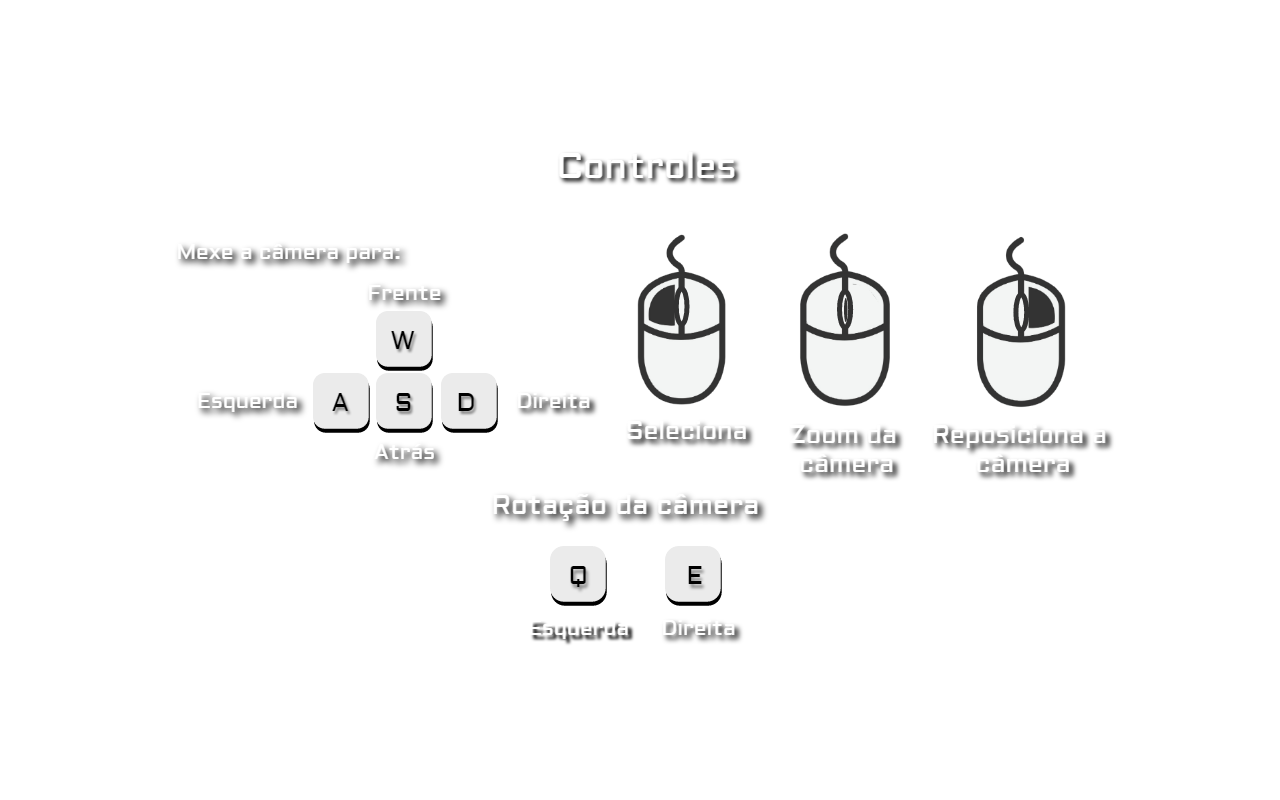 Controles
Mexe a câmera para:
Frente
W
Esquerda A S D Direita
Atrás
Seleciona
Zoom da
câmera
Reposiciona a
câmera
Rotação da câmera
Q E
Esquerda Direita